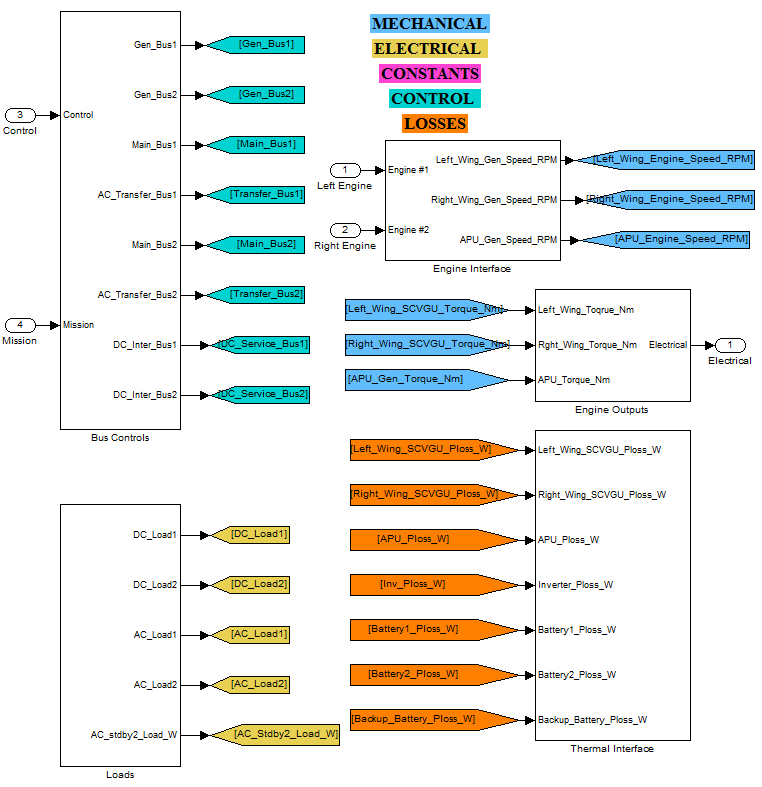 MECHANICAL
ELECTRICAL
CONSTANTS
CONTROL
LOSSES
Gen_Bus1
[Gen_Bus1]
Gen_Bus2
[Gen_Bus2]
3
Control
Control
Main_Bus1
[Main_Bus1]
AC_Transfer_Bus1
[Transfer_Bus1]
Main_Bus2
[Main_Bus2]
AC_Transfer_Bus2
[Transfer_Bus2]
4
Mission
Mission
DC_Inter_Bus1
[DC_Service_Bus1]
DC_Inter_Bus2
[DC_Service_Bus2]
Bus Controls
1
Left Engine
Engine #1
2
Right Engine
Engine #2
Left_Wing_Gen_Speed_RPM
[Left_Wing_Engine_Speed_RPM]
Right_Wing_Gen_Speed_RPM
[Right_Wing_Engine_Speed_RPM]
APU_Gen_Speed_RPM
[APU_Engine_Speed_RPM]
Engine Interface
[Left_Wing_SCVGU_Torque_Nm]
Left_Wing_Toqrue_Nm
[Right_Wing_SCVGU_Torque_Nm]
Rght_Wing_Torque_Nm
[APU_Gen_Torque_Nm]
APU_Torque_Nm
Electrical
1
Electrical
Engine Outputs
[Left_Wing_SCVGU_Ploss_W]
Left_Wing_SCVGU_Ploss_W
[Right_Wing_SCVGU_Ploss_W]
Right_Wing_SCVGU_Ploss_W
[APU_Ploss_W]
APU_Ploss_W
[Inv_Ploss_W]
Inverter_Ploss_W
[Battery1_Ploss_W]
Battery1_Ploss_W
[Battery2_Ploss_W]
Battery2_Ploss_W
[Backup_Battery_Ploss_W]
Backup_Battery_Ploss_W
Thermal Interface
DC_Load1
[DC_Load1]
DC_Load2
[DC_Load2]
AC_Load1
[AC_Load1]
AC_Load2
[AC_Load2]
AC_stdby2_Load_W
[AC_Stdby2_Load_W]
Loads